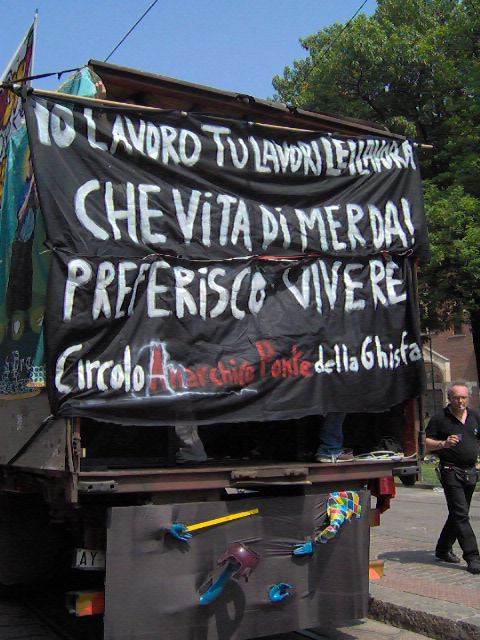 IO LAVORO TU LAVORI LEI LAVORA
CHE VITA DI MERDA!
PREFERISCO VIVERE
Circolo Anarchico Ponte della Ghisfa
AY